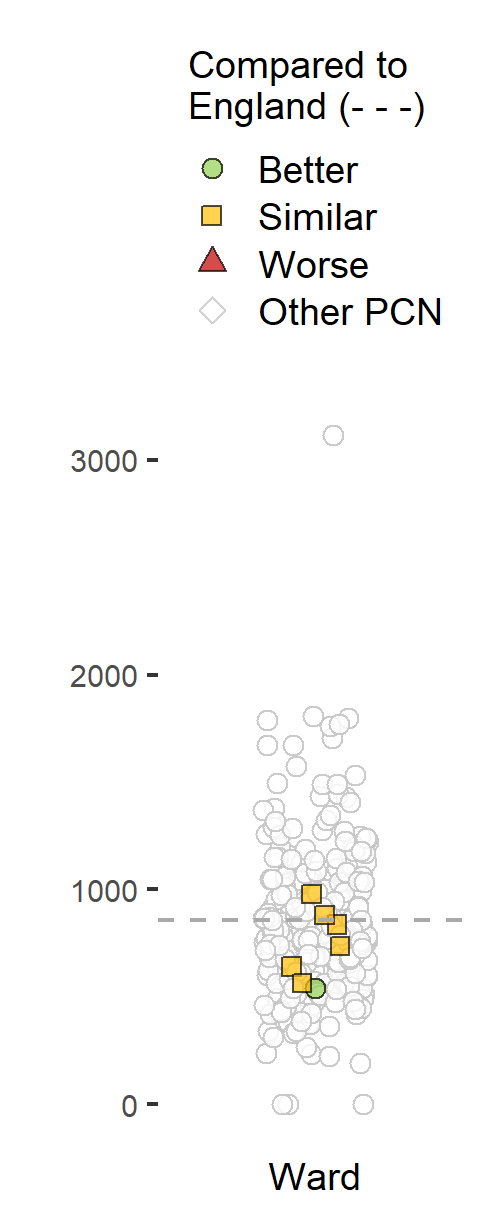 Compared to
England (- - -)
Better
Similar
Worse
Other PCN
3000
2000
1000
0
Ward